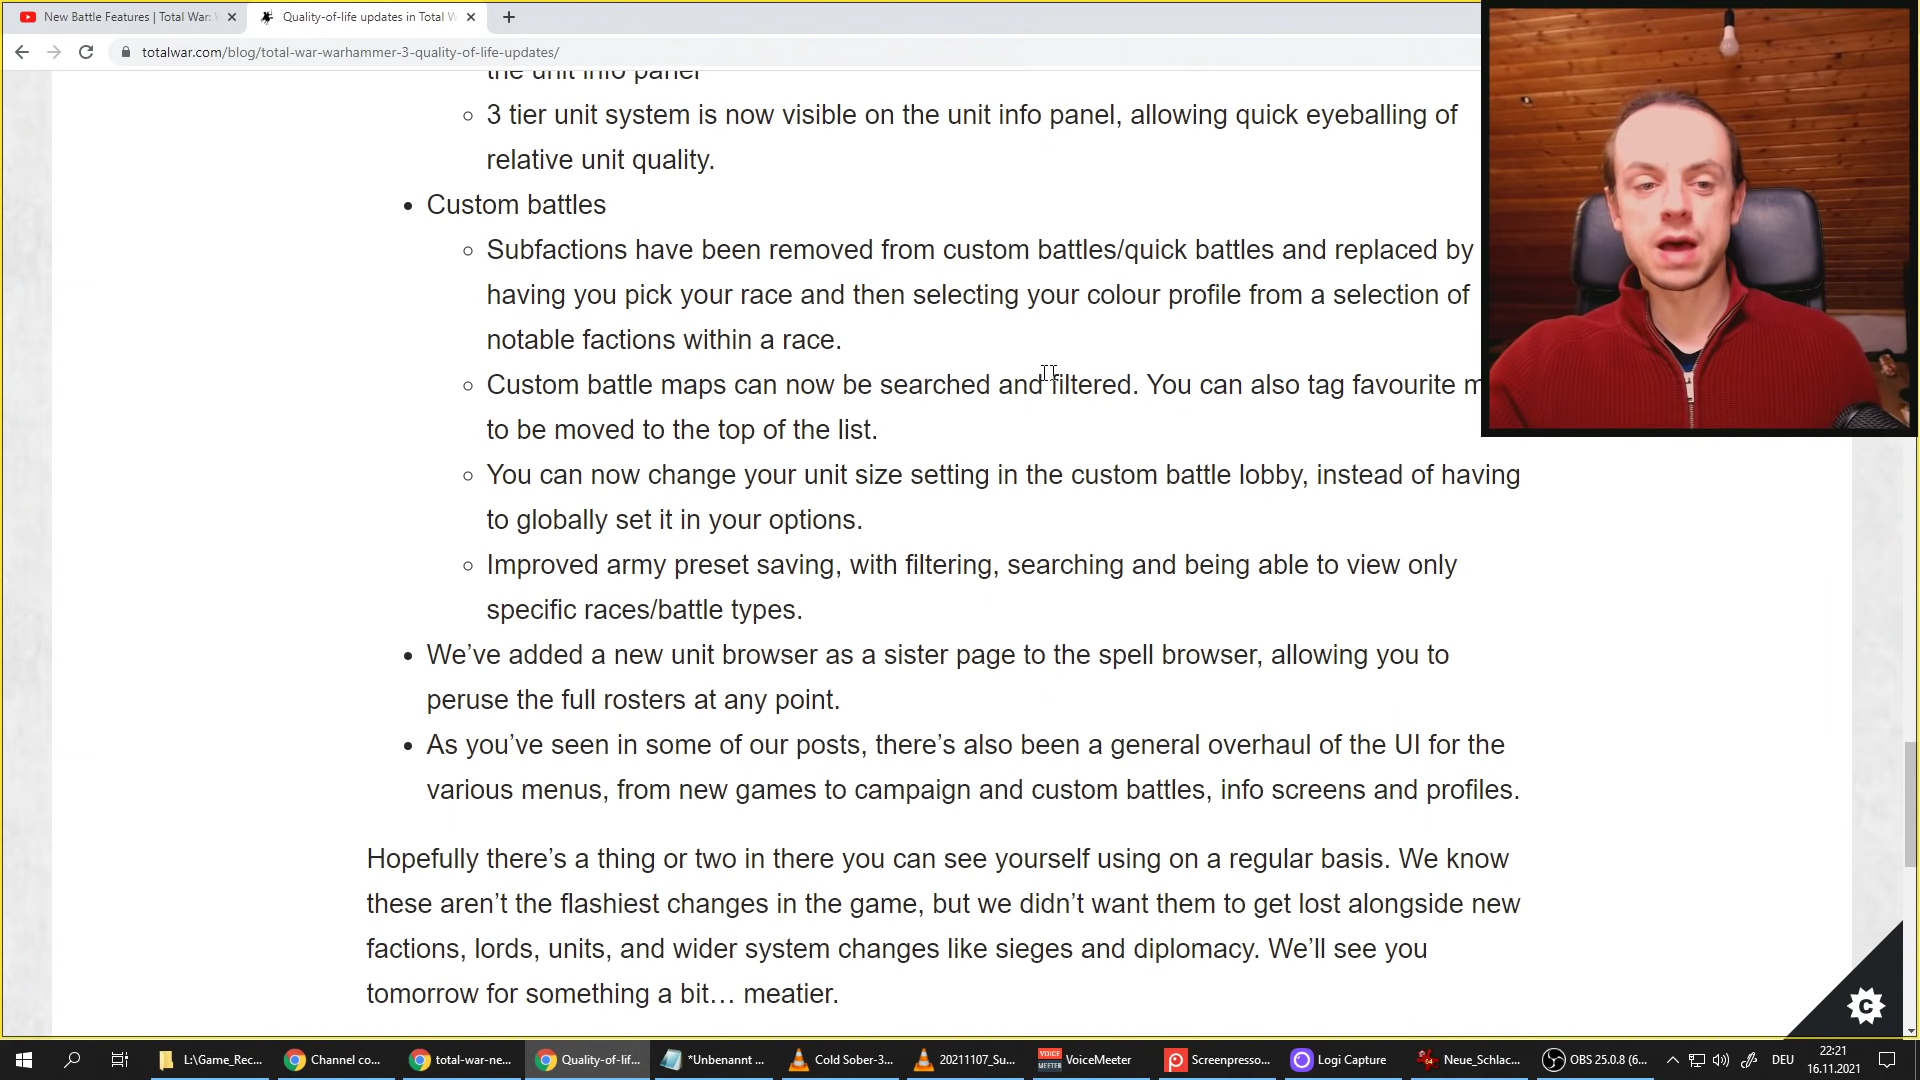 New Battle Features | Total War:
Quality-of-life updates in Total W
totalwar.com/blog/total-war-warhammer-3-quality-of-life-updates/
the unit info panel
3 tier unit system is now visible on the unit info panel, allowing quick eyeballing of
relative unit quality.
Custom battles
Subfactions have been removed from custom battles/quick battles and replaced by
having you pick your race and then selecting your colour profile from a selection of
notable factions within a race.
Custom battle maps can now be searched and filtered. You can also tag favourite m
to be moved to the top of the list.
You can now change your unit size setting in the custom battle lobby, instead of having
to globally set it in your options.
Improved army preset saving, with filtering, searching and being able to view only
specific races/battle types.
We’ve added a new unit browser as a sister page to the spell browser, allowing you to
peruse the full rosters at any point.
As you’ve seen in some of our posts, there’s also been a general overhaul of the UI for the
various menus, from new games to campaign and custom battles, info screens and profiles.
Hopefully there’s a thing or two in there you can see yourself using on a regular basis. We know
these aren’t the flashiest changes in the game, but we didn’t want them to get lost alongside new
factions, lords, units, and wider system changes like sieges and diplomacy. We’ll see you
tomorrow for something a bit… meatier.
C
L:\Game_Rec...
Channel co...
total-war-ne...
Quality-of-lif...
*Unbenannt ...
Cold Sober-3...
20211107_Su...
VOICE MEETER
VoiceMeeter
Screenpresso...
Logi Capture
64
Neue_Schlac...
OBS 25.0.8 (6...
DEU
22:21
16.11.2021